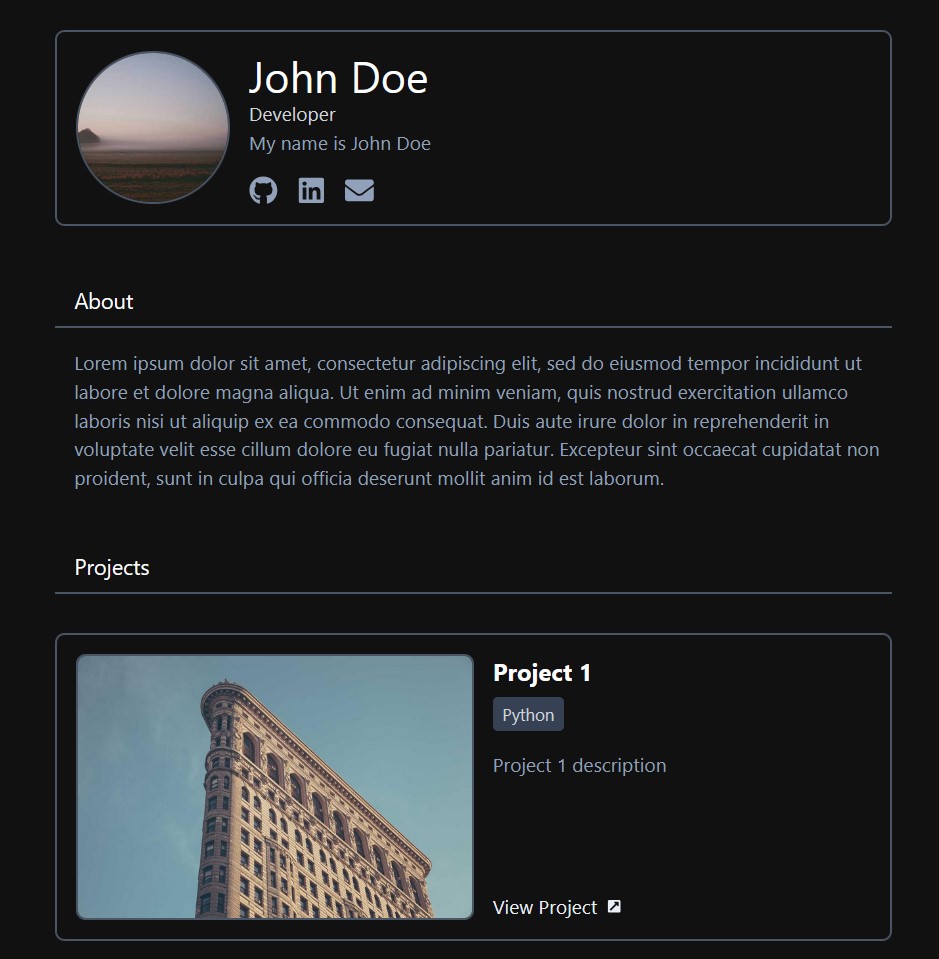 John Doe
Developer
My name is John Doe
About
Lorem ipsum dolor sit amet, consectetur adipiscing elit, sed do eiusmod tempor incididunt ut
labore et dolore magna aliqua. Ut enim ad minim veniam, quis nostrud exercitation ullamco
laboris nisi ut aliquip ex ea commodo consequat. Duis aute irure dolor in reprehenderit in
voluptate velit esse cillum dolore eu fugiat nulla pariatur. Excepteur sint occaecat cupidatat non
proident, sunt in culpa qui officia deserunt mollit anim id est laborum.
Projects
Project 1
Python
Project 1 description
View Project